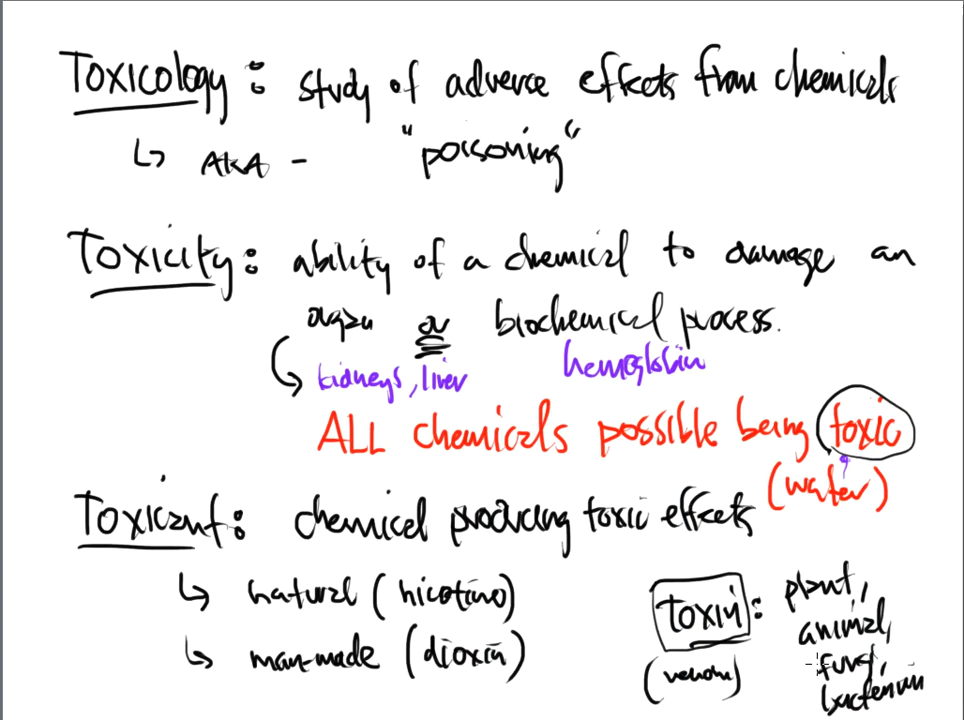 Toxicology: study of adverse effects from chemicals
↳ AKA - "poisoning"
Toxicity: ability of a chemical to damage an
organ or biochemical process.
kidneys, liver hemoglobin
ALL chemicals possible being toxic
(water)
Toxicant: chemical producing toxic effects
↳ natural (nicotine)
↳ man-made (dioxin)
toxin: plant,
animal,
(venom) fungi,
bacterium